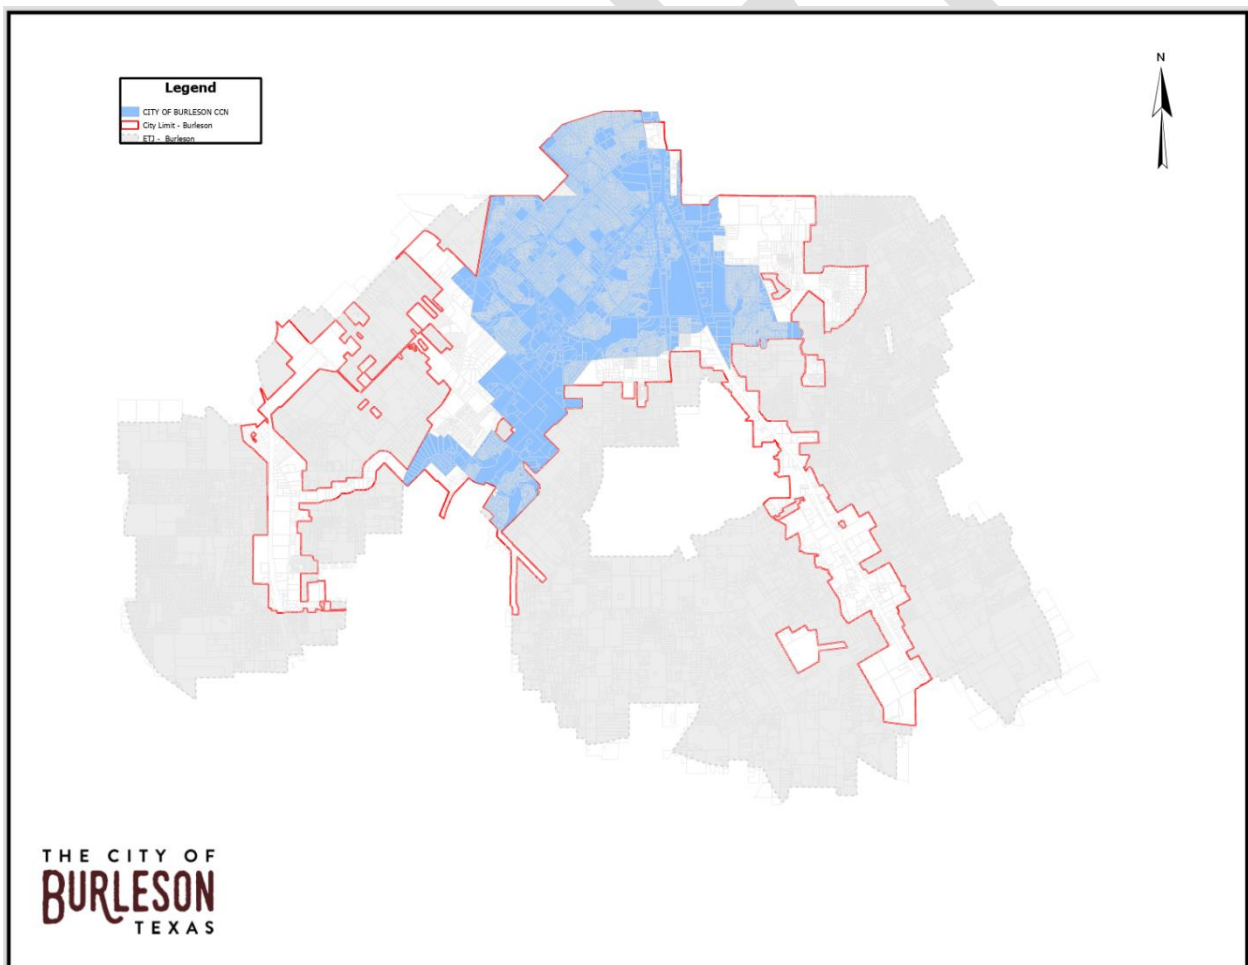 N
Legend
CITY OF BURLESON CCN
City Limit - Burleson
ETJ - Burleson
THE CITY OF
BURLESON
TEXAS